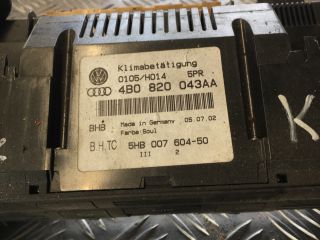 Klimabetätigung
0105/H014 5PR
4B0 820 043AA
BHB Made in Germany 05.07.02
Farbe: Soul
B.H.TC 5HB 007 604-50
III 2
K